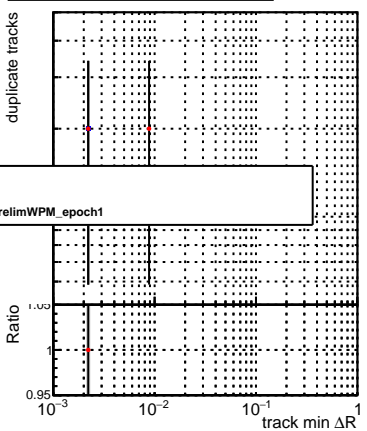 duplicate tracks
relimWPM_epoch1
Ratio
1.05
1
0.95
10⁻³ 10⁻² 10⁻¹ 1
track min ΔR